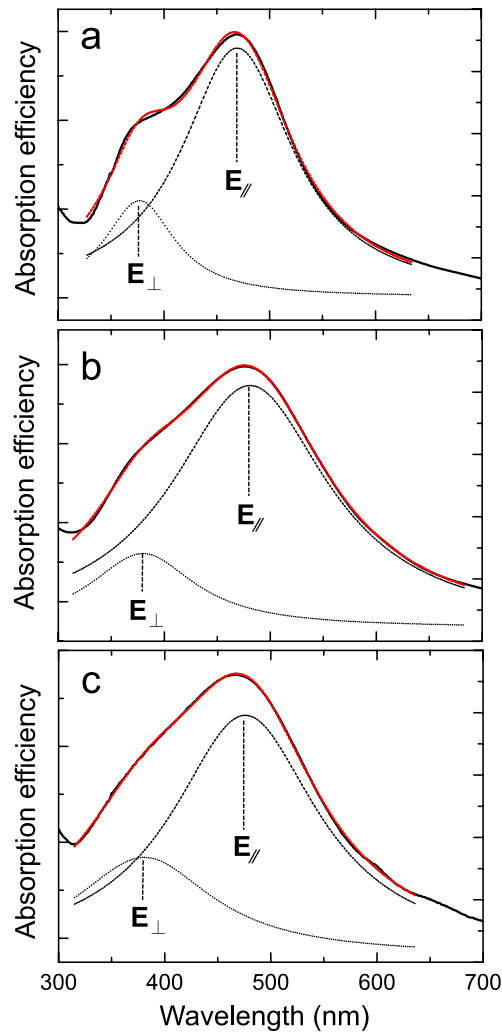 a
Absorption efficiency
E//
E⊥
b
Absorption efficiency
E//
E⊥
c
Absorption efficiency
E//
E⊥
300 400 500 600 700
Wavelength (nm)